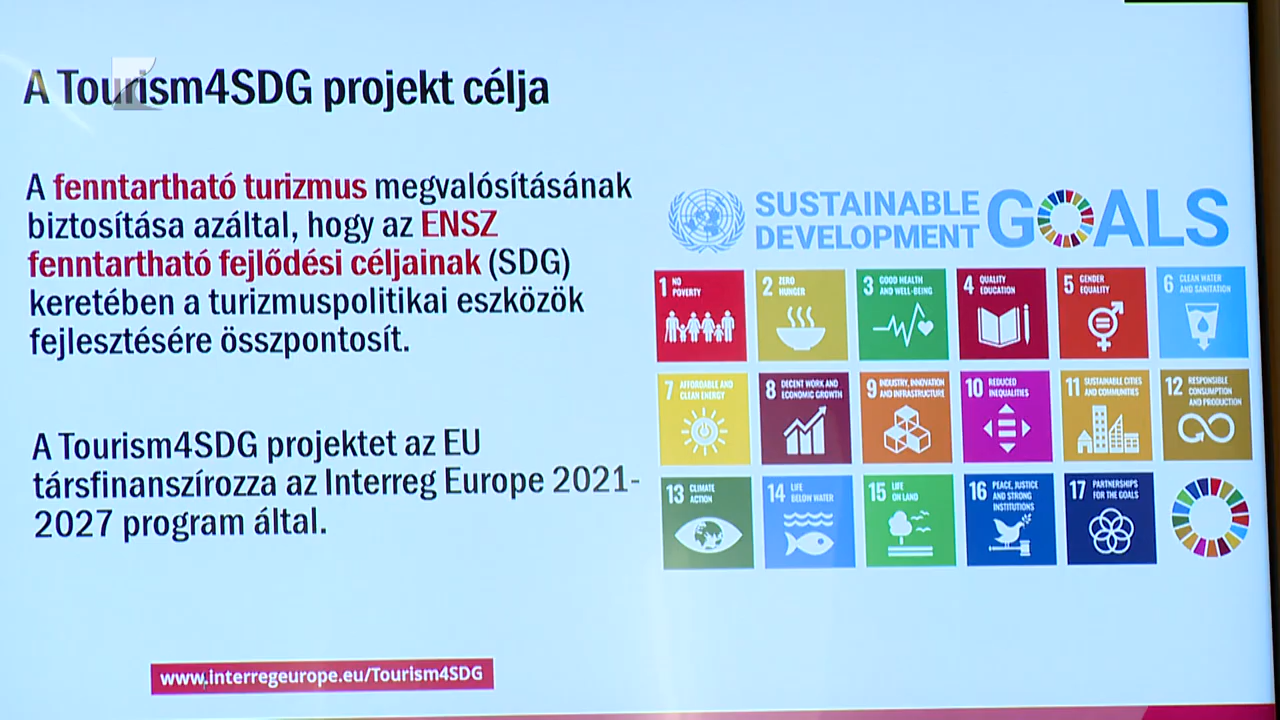 A Tourism4SDG projekt célja
A fenntartható turizmus megvalósításának
biztosítása azáltal, hogy az ENSZ
fenntartható fejlődési céljainak (SDG)
keretében a turizmuspolitikai eszközök
fejlesztésére összpontosít.
A Tourism4SDG projektet az EU
társfinanszírozza az Interreg Europe 2021-
2027 program által.
www.interregeurope.eu/Tourism4SDG
SUSTAINABLE
DEVELOPMENT
GOALS
1 NO
POVERTY
2 ZERO
HUNGER
3 GOOD HEALTH
AND WELL-BEING
4 QUALITY
EDUCATION
5 GENDER
EQUALITY
6 CLEAN WATER
AND SANITATION
7 AFFORDABLE AND
CLEAN ENERGY
8 DECENT WORK AND
ECONOMIC GROWTH
9 INDUSTRY, INNOVATION
AND INFRASTRUCTURE
10 REDUCED
INEQUALITIES
11 SUSTAINABLE CITIES
AND COMMUNITIES
12 RESPONSIBLE
CONSUMPTION
AND PRODUCTION
13 CLIMATE
ACTION
14 LIFE
BELOW WATER
15 LIFE
ON LAND
16 PEACE, JUSTICE
AND STRONG
INSTITUTIONS
17 PARTNERSHIPS
FOR THE GOALS